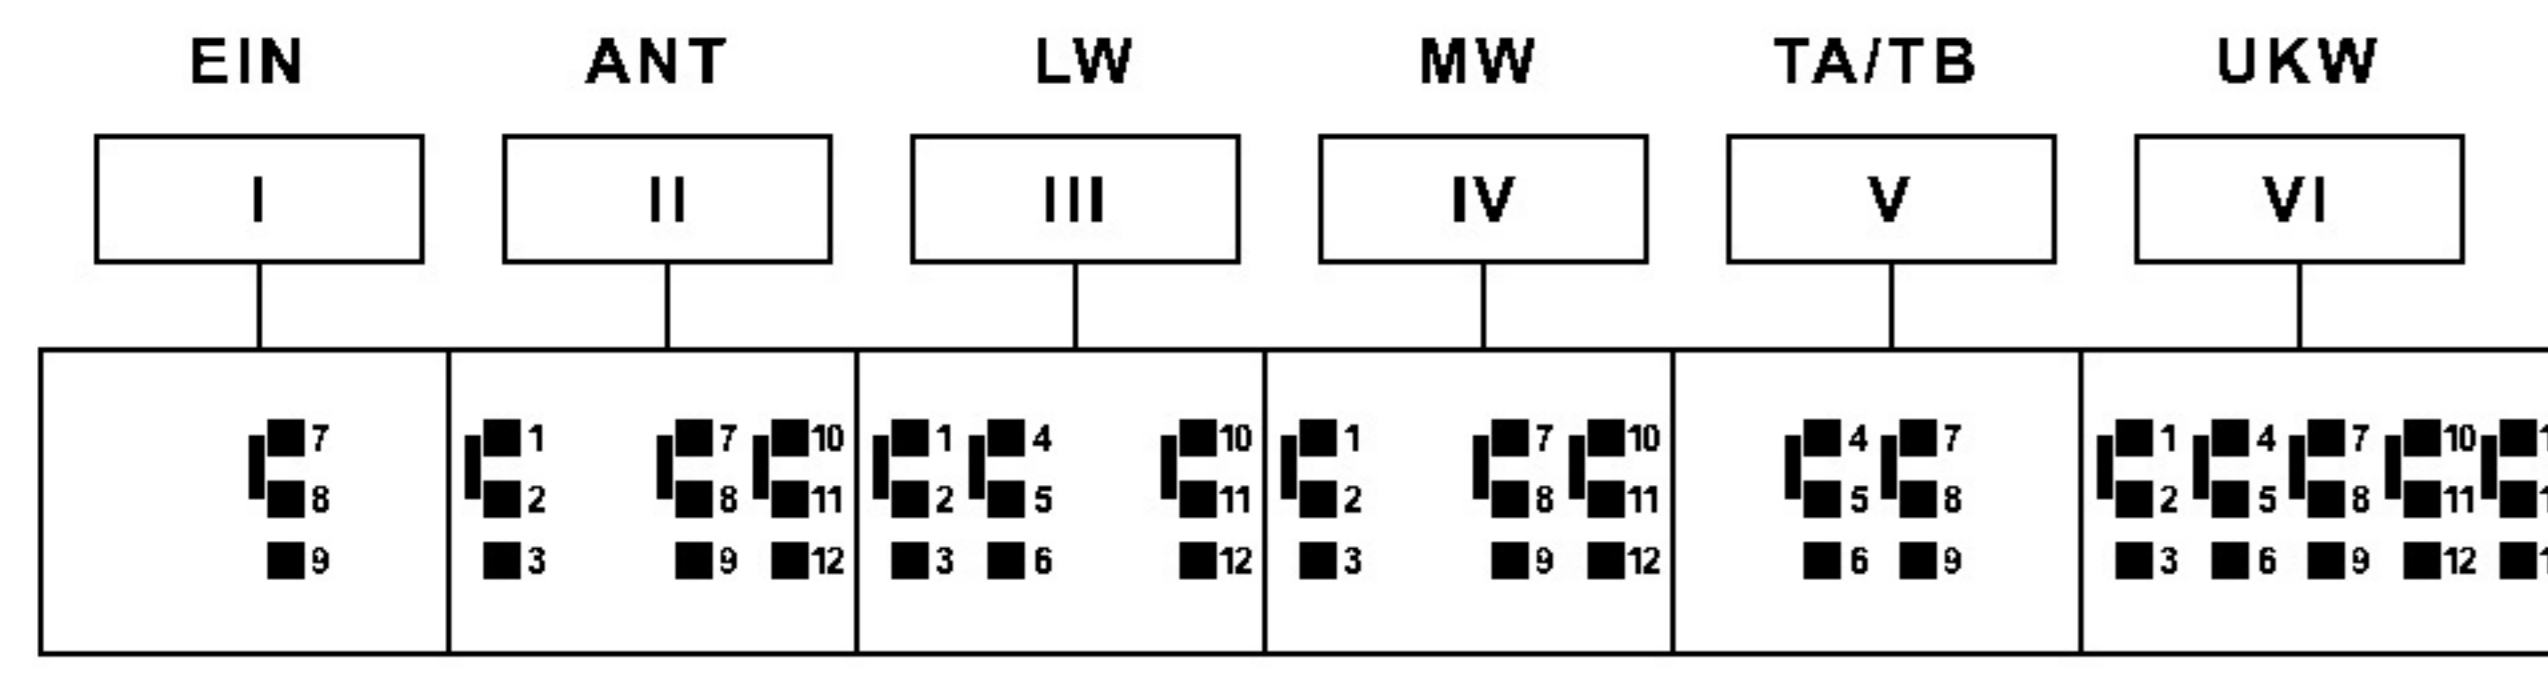 EIN ANT LW MW TA/TB UKW
I II III IV V VI
7 1 7 10 1 4 10 1 7 10 4 7 1 4 7 10
8 2 8 11 2 5 11 2 8 11 5 8 2 5 8 11
9 3 9 12 3 6 12 3 9 12 6 9 3 6 9 12